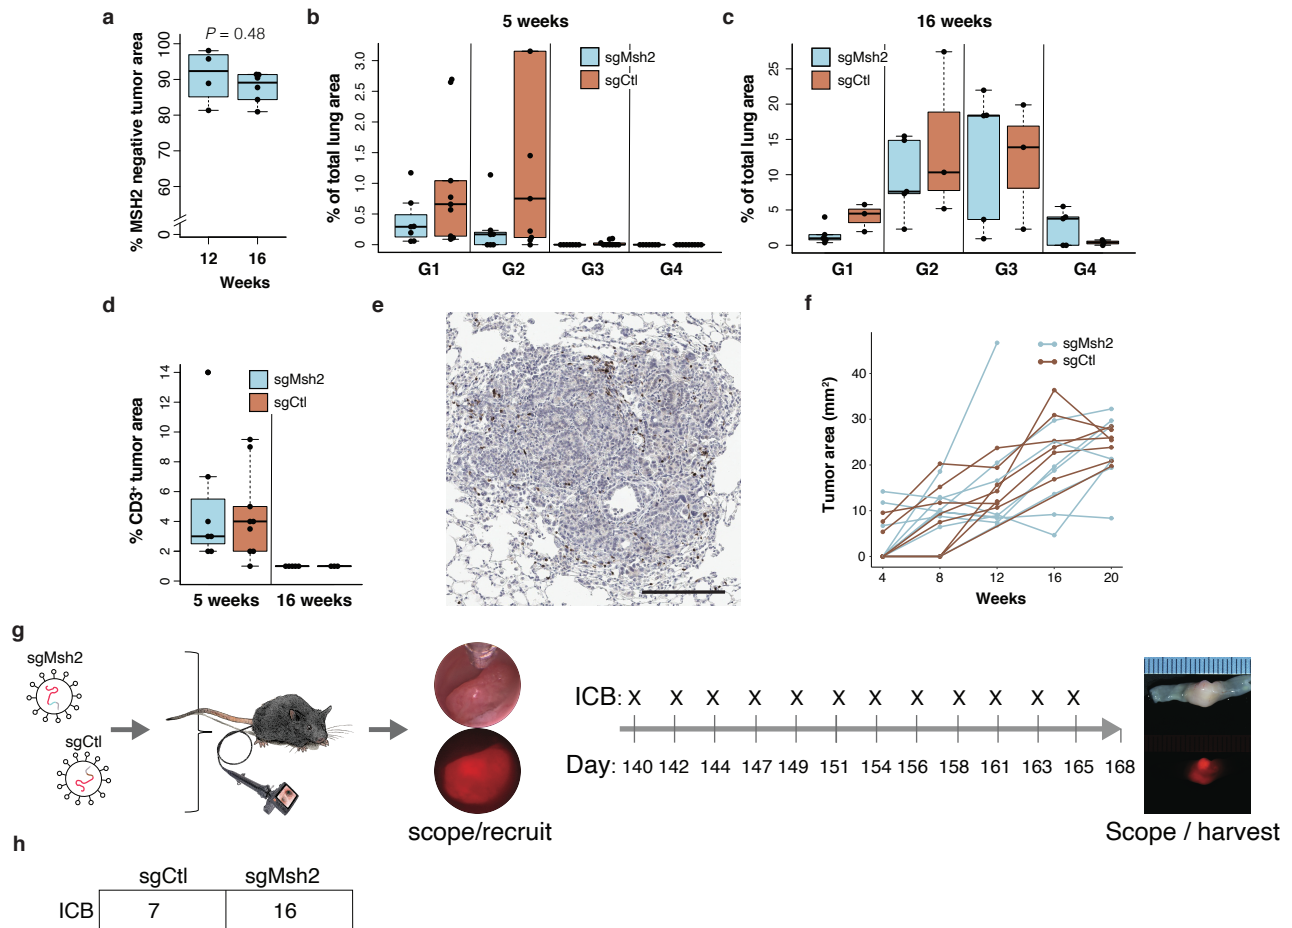 a
P = 0.48
% MSH2 negative tumor area
100
90
80
70
60
0
12 16
Weeks
b
5 weeks
% of total lung area
3.0
2.5
2.0
1.5
1.0
0.5
0
sgMsh2
sgCtl
G1 G2 G3 G4
c
16 weeks
% of total lung area
25
20
15
10
5
0
sgMsh2
sgCtl
G1 G2 G3 G4
d
% CD3+ tumor area
14
12
10
8
6
4
2
0
sgMsh2
sgCtl
5 weeks 16 weeks
e
f
Tumor area (mm²)
40
30
20
10
0
sgMsh2
sgCtl
4 8 12 16 20
Weeks
g
sgMsh2
sgCtl
scope/recruit
ICB: X X X X X X X X X X X X
Day: 140 142 144 147 149 151 154 156 158 161 163 165 168
Scope / harvest
h
sgCtl sgMsh2
ICB 7 16